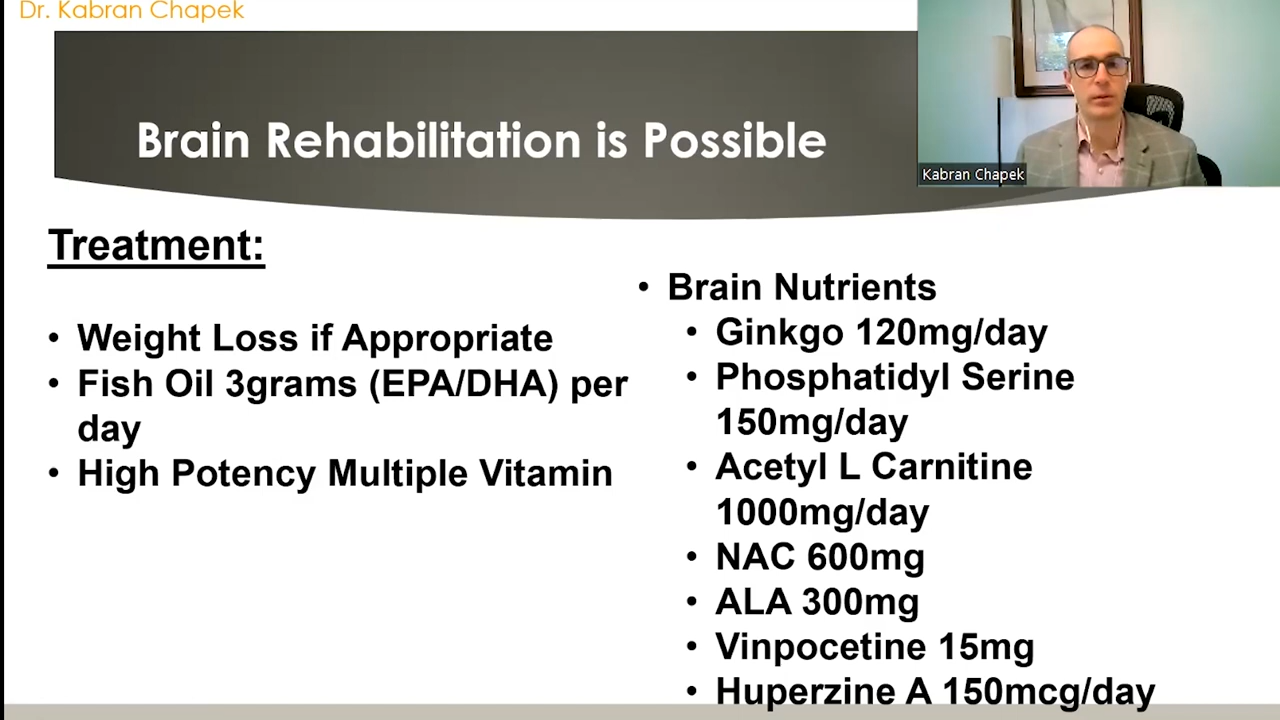 Dr. Kabran Chapek
Brain Rehabilitation is Possible
Kabran Chapek
Treatment:
• Weight Loss if Appropriate
• Fish Oil 3grams (EPA/DHA) per
day
• High Potency Multiple Vitamin
• Brain Nutrients
• Ginkgo 120mg/day
• Phosphatidyl Serine
150mg/day
• Acetyl L Carnitine
1000mg/day
• NAC 600mg
• ALA 300mg
• Vinpocetine 15mg
• Huperzine A 150mcg/day